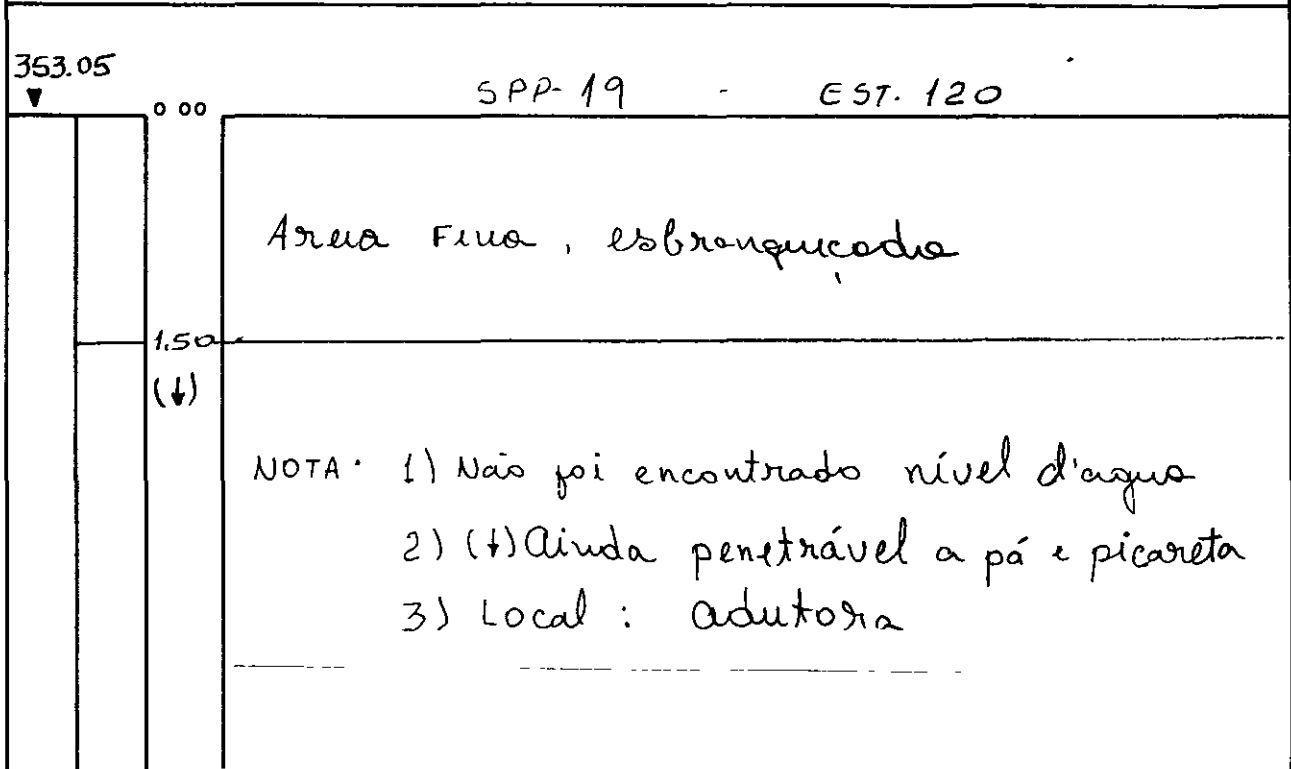 353.05
SPP-19 - EST. 120
0 00
Areia Fina, esbranquiçada
1.50
(↓)
NOTA· 1) Não foi encontrado nível d'agua
2) (↓) Ainda penetrável a pá e picareta
3) Local : adutora